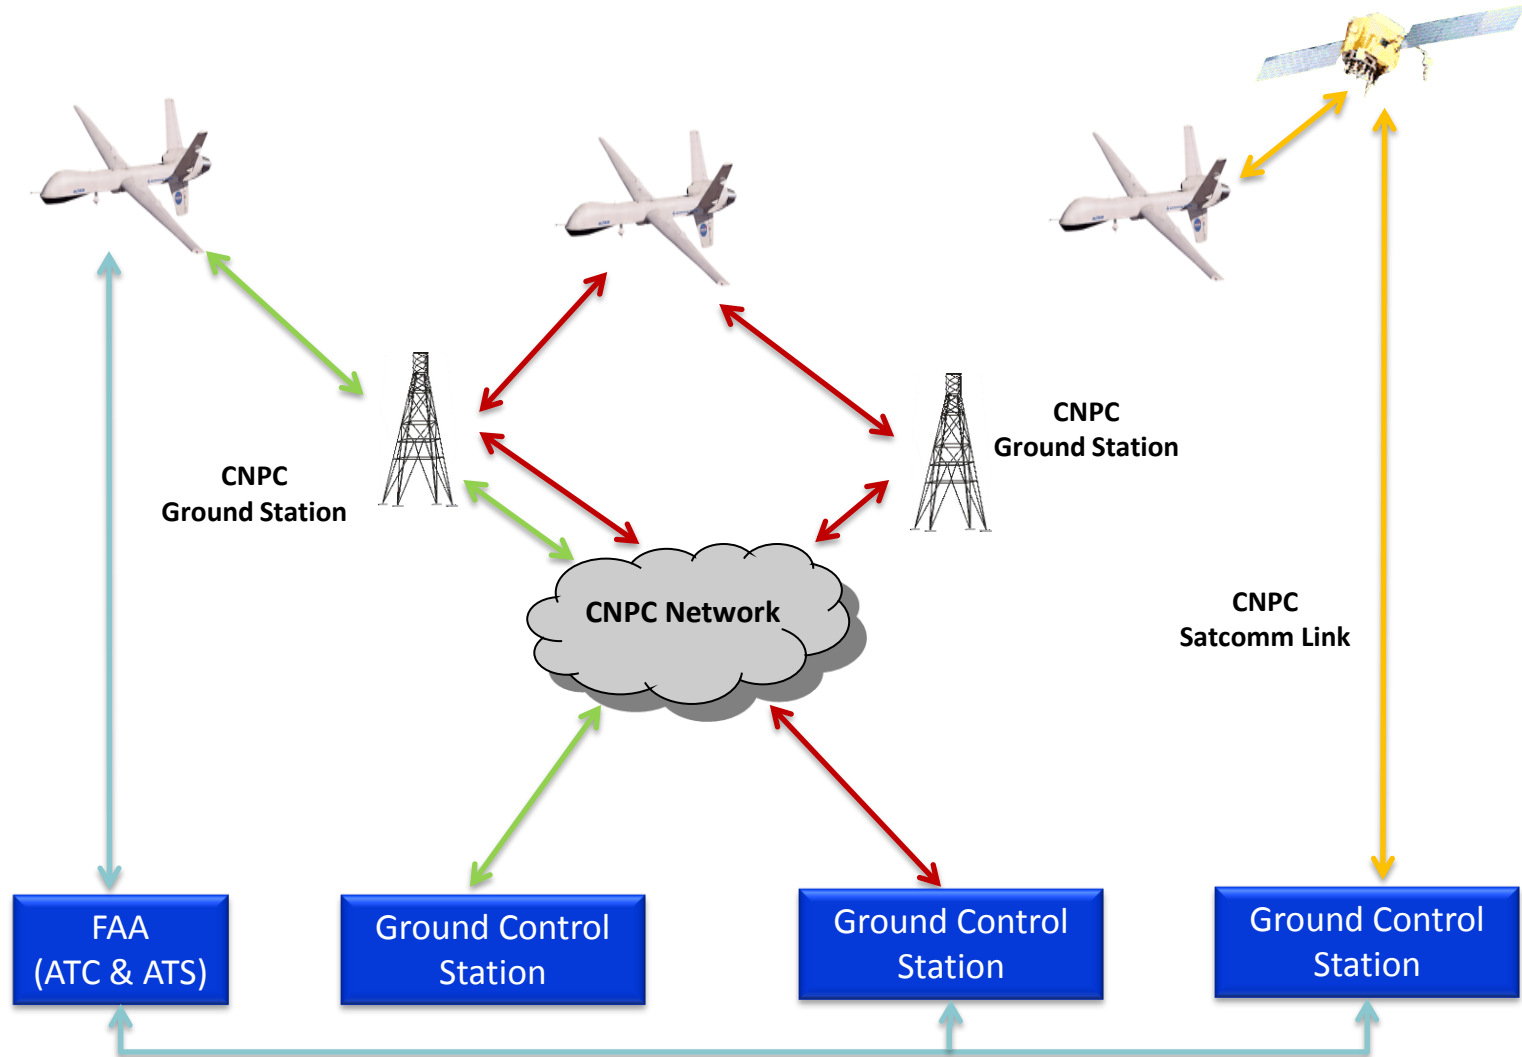 CNPC
Ground Station
CNPC
Ground Station
CNPC Network
CNPC
Satcomm Link
FAA
(ATC & ATS)
Ground Control
Station
Ground Control
Station
Ground Control
Station